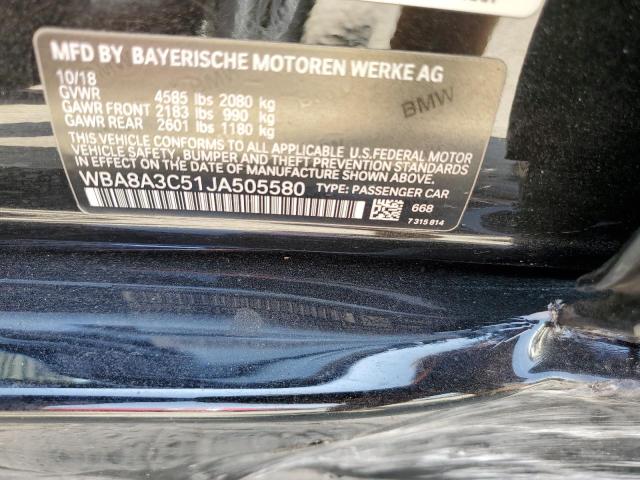 MFD BY BAYERISCHE MOTOREN WERKE AG
10/18
GVWR 4585 lbs 2080 kg
GAWR FRONT 2183 lbs 990 kg
GAWR REAR 2601 lbs 1180 kg
BMW
THIS VEHICLE CONFORMS TO ALL APPLICABLE U.S.FEDERAL MOTOR
VEHICLE SAFETY, BUMPER AND THEFT PREVENTION STANDARDS
IN EFFECT ON THE DATE OF MANUFACTURE SHOWN ABOVE.
WBA8A3C51JA505580 TYPE: PASSENGER CAR
668
7 315 814